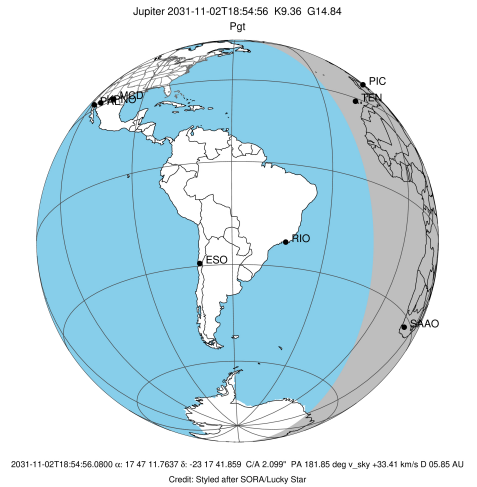 Jupiter 2031-11-02T18:54:56 K9.36 G14.84
Pgt
PIC
TEN
MCD
RIO
ESO
SAAO
2031-11-02T18:54:56.0800 α: 17 47 11.7637 δ: -23 17 41.859 C/A 2.099" PA 181.85 deg v_sky +33.41 km/s D 05.85 AU
Credit: Styled after SORA/Lucky Star